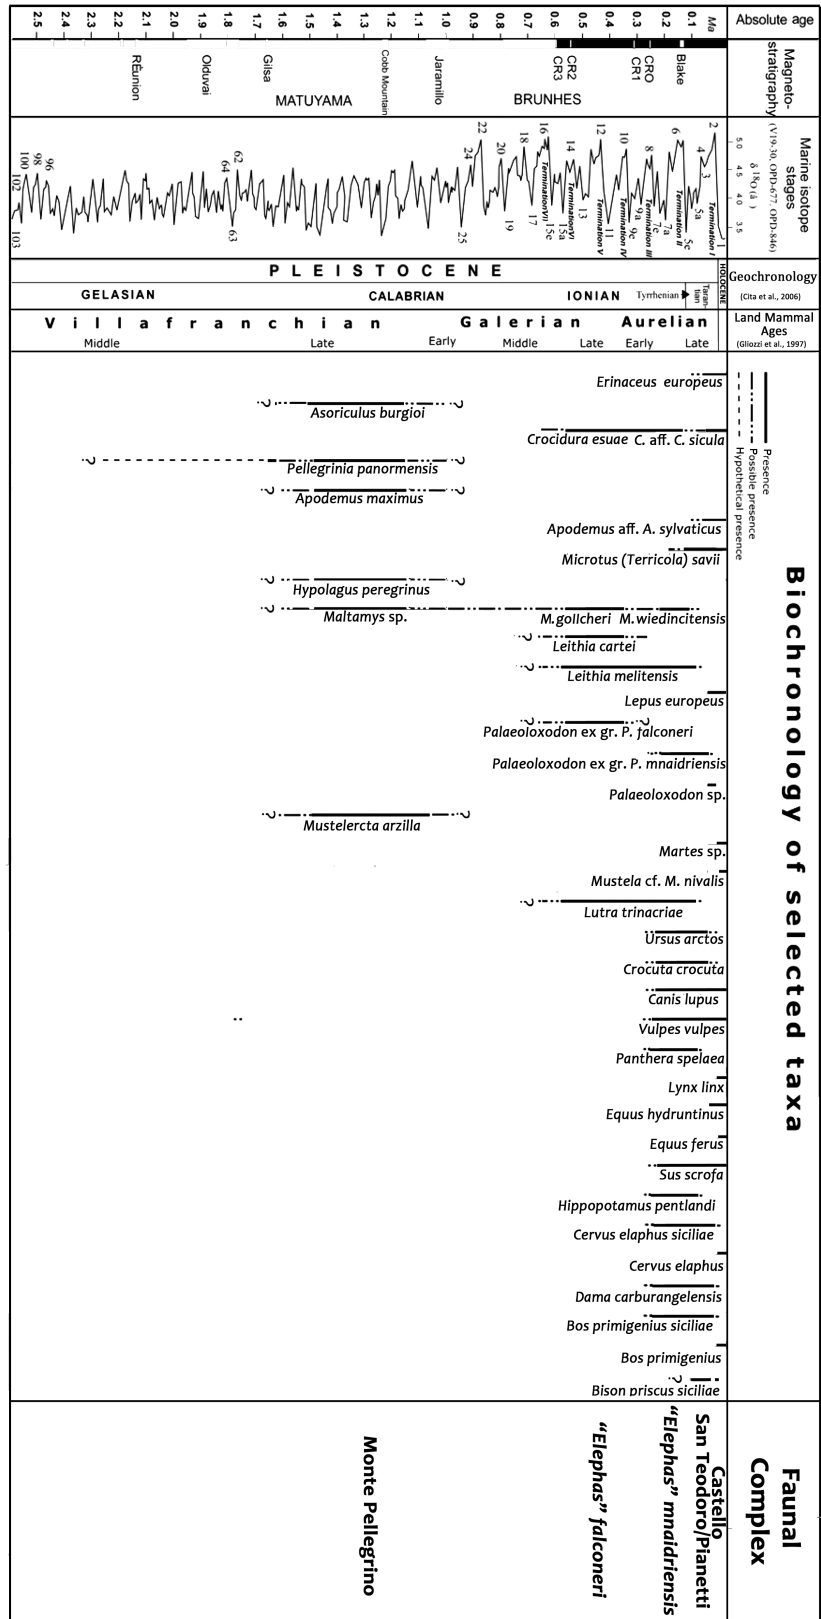 2.5 2.4 2.3 2.2 2.1 2.0 1.9 1.8 1.7 1.6 1.5 1.4 1.3 1.2 1.1 1.0 0.9 0.8 0.7 0.6 0.5 0.4 0.3 0.2 0.1 Ma
Absolute age
RÉunion
Olduvai
Gilsa
MATUYAMA
Cobb Mountain
Jaramillo
BRUNHES
CR3
CR2
CR1
CRO
Blake
Magneto-
stratigraphy
103
102
100
98
96
64
62
63
25
24
22
20
19
18
17
16
Termination VII
15e
15a
Termination VI
14
13
12
Termination V
11
10
Termination IV
9e
9a
8
Termination III
7e
7a
6
Termination II
5e
5a
4
3
2
Termination I
1
5 0 4 5 4 0 3 5
δ 18O (â )
(V19-30, OPD-677, OPD-846)
Marine isotope
stages
PLEISTOCENE
HOLOCENE
GELASIAN
CALABRIAN
IONIAN
Tyrrhenian
Taran-
tian
Geochronology
(Cita et al., 2006)
Villafranchian
Galerian
Aurelian
Middle
Late
Early
Middle
Late
Early
Late
Land Mammal
Ages
(Gliozzi et al., 1997)
Presence
Possible presence
Hypothetical presence
Erinaceus europeus
? ?
Asoriculus burgioi
Crocidura esuae C. aff. C. sicula
? ?
Pellegrinia panormensis
? ?
Apodemus maximus
Apodemus aff. A. sylvaticus
Microtus (Terricola) savii
? ?
Hypolagus peregrinus
?
Maltamys sp.
M.gollcheri M.wiedincitensis
?
Leithia cartei
?
Leithia melitensis
Lepus europeus
? ?
Palaeoloxodon ex gr. P. falconeri
Palaeoloxodon ex gr. P. mnaidriensis
Palaeoloxodon sp.
? ?
Mustelercta arzilla
Martes sp.
Mustela cf. M. nivalis
?
Lutra trinacriae
Ursus arctos
Crocuta crocuta
Canis lupus
Vulpes vulpes
Panthera spelaea
Lynx linx
Equus hydruntinus
Equus ferus
Sus scrofa
Hippopotamus pentlandi
Cervus elaphus siciliae
Cervus elaphus
Dama carburangelensis
Bos primigenius siciliae
Bos primigenius
?
Bison priscus siciliae
Biochronology of selected taxa
Monte Pellegrino
“Elephas” falconeri
“Elephas” mnaidriensis
San Teodoro/Pianetti
Castello
Faunal
Complex